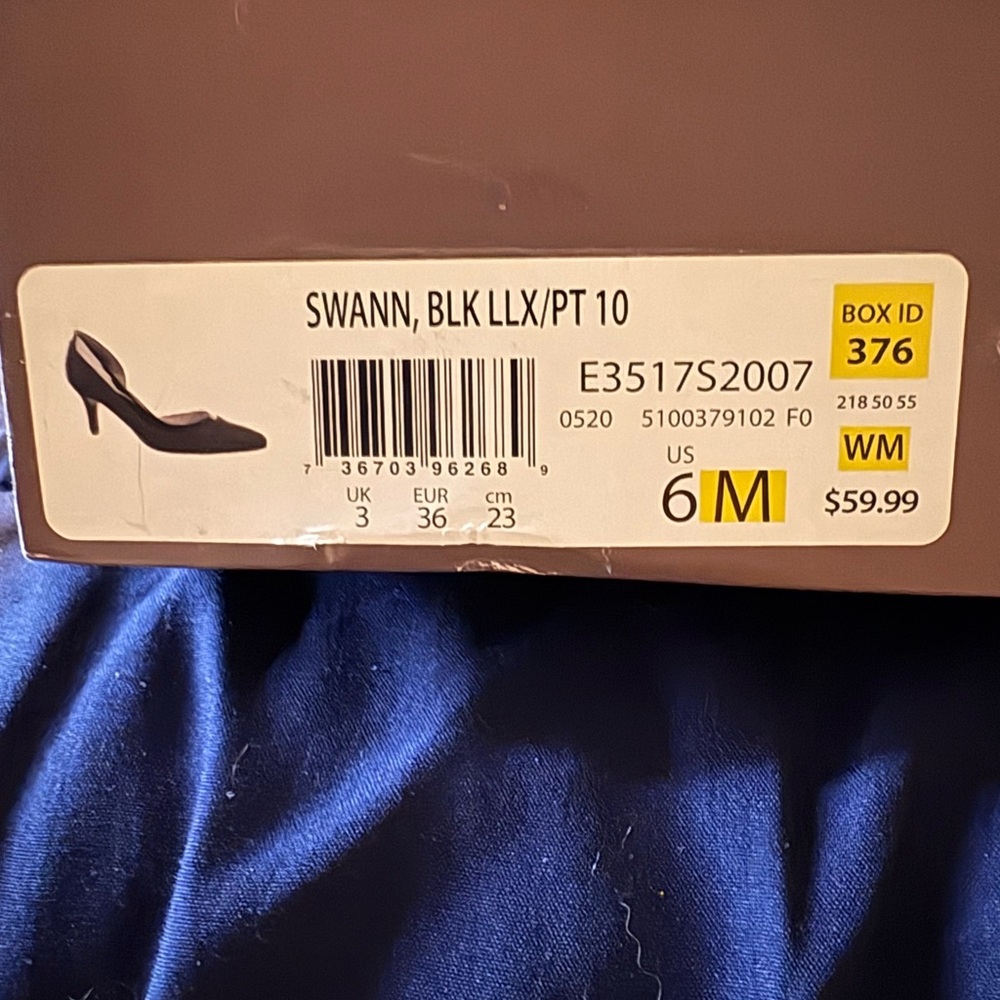 SWANN, BLK LLX/PT 10
BOX ID
376
E3517S2007
0520 5100379102 F0
218 50 55
7 36703 96268 9
US
6 M
WM
$59.99
UK EUR cm
3 36 23